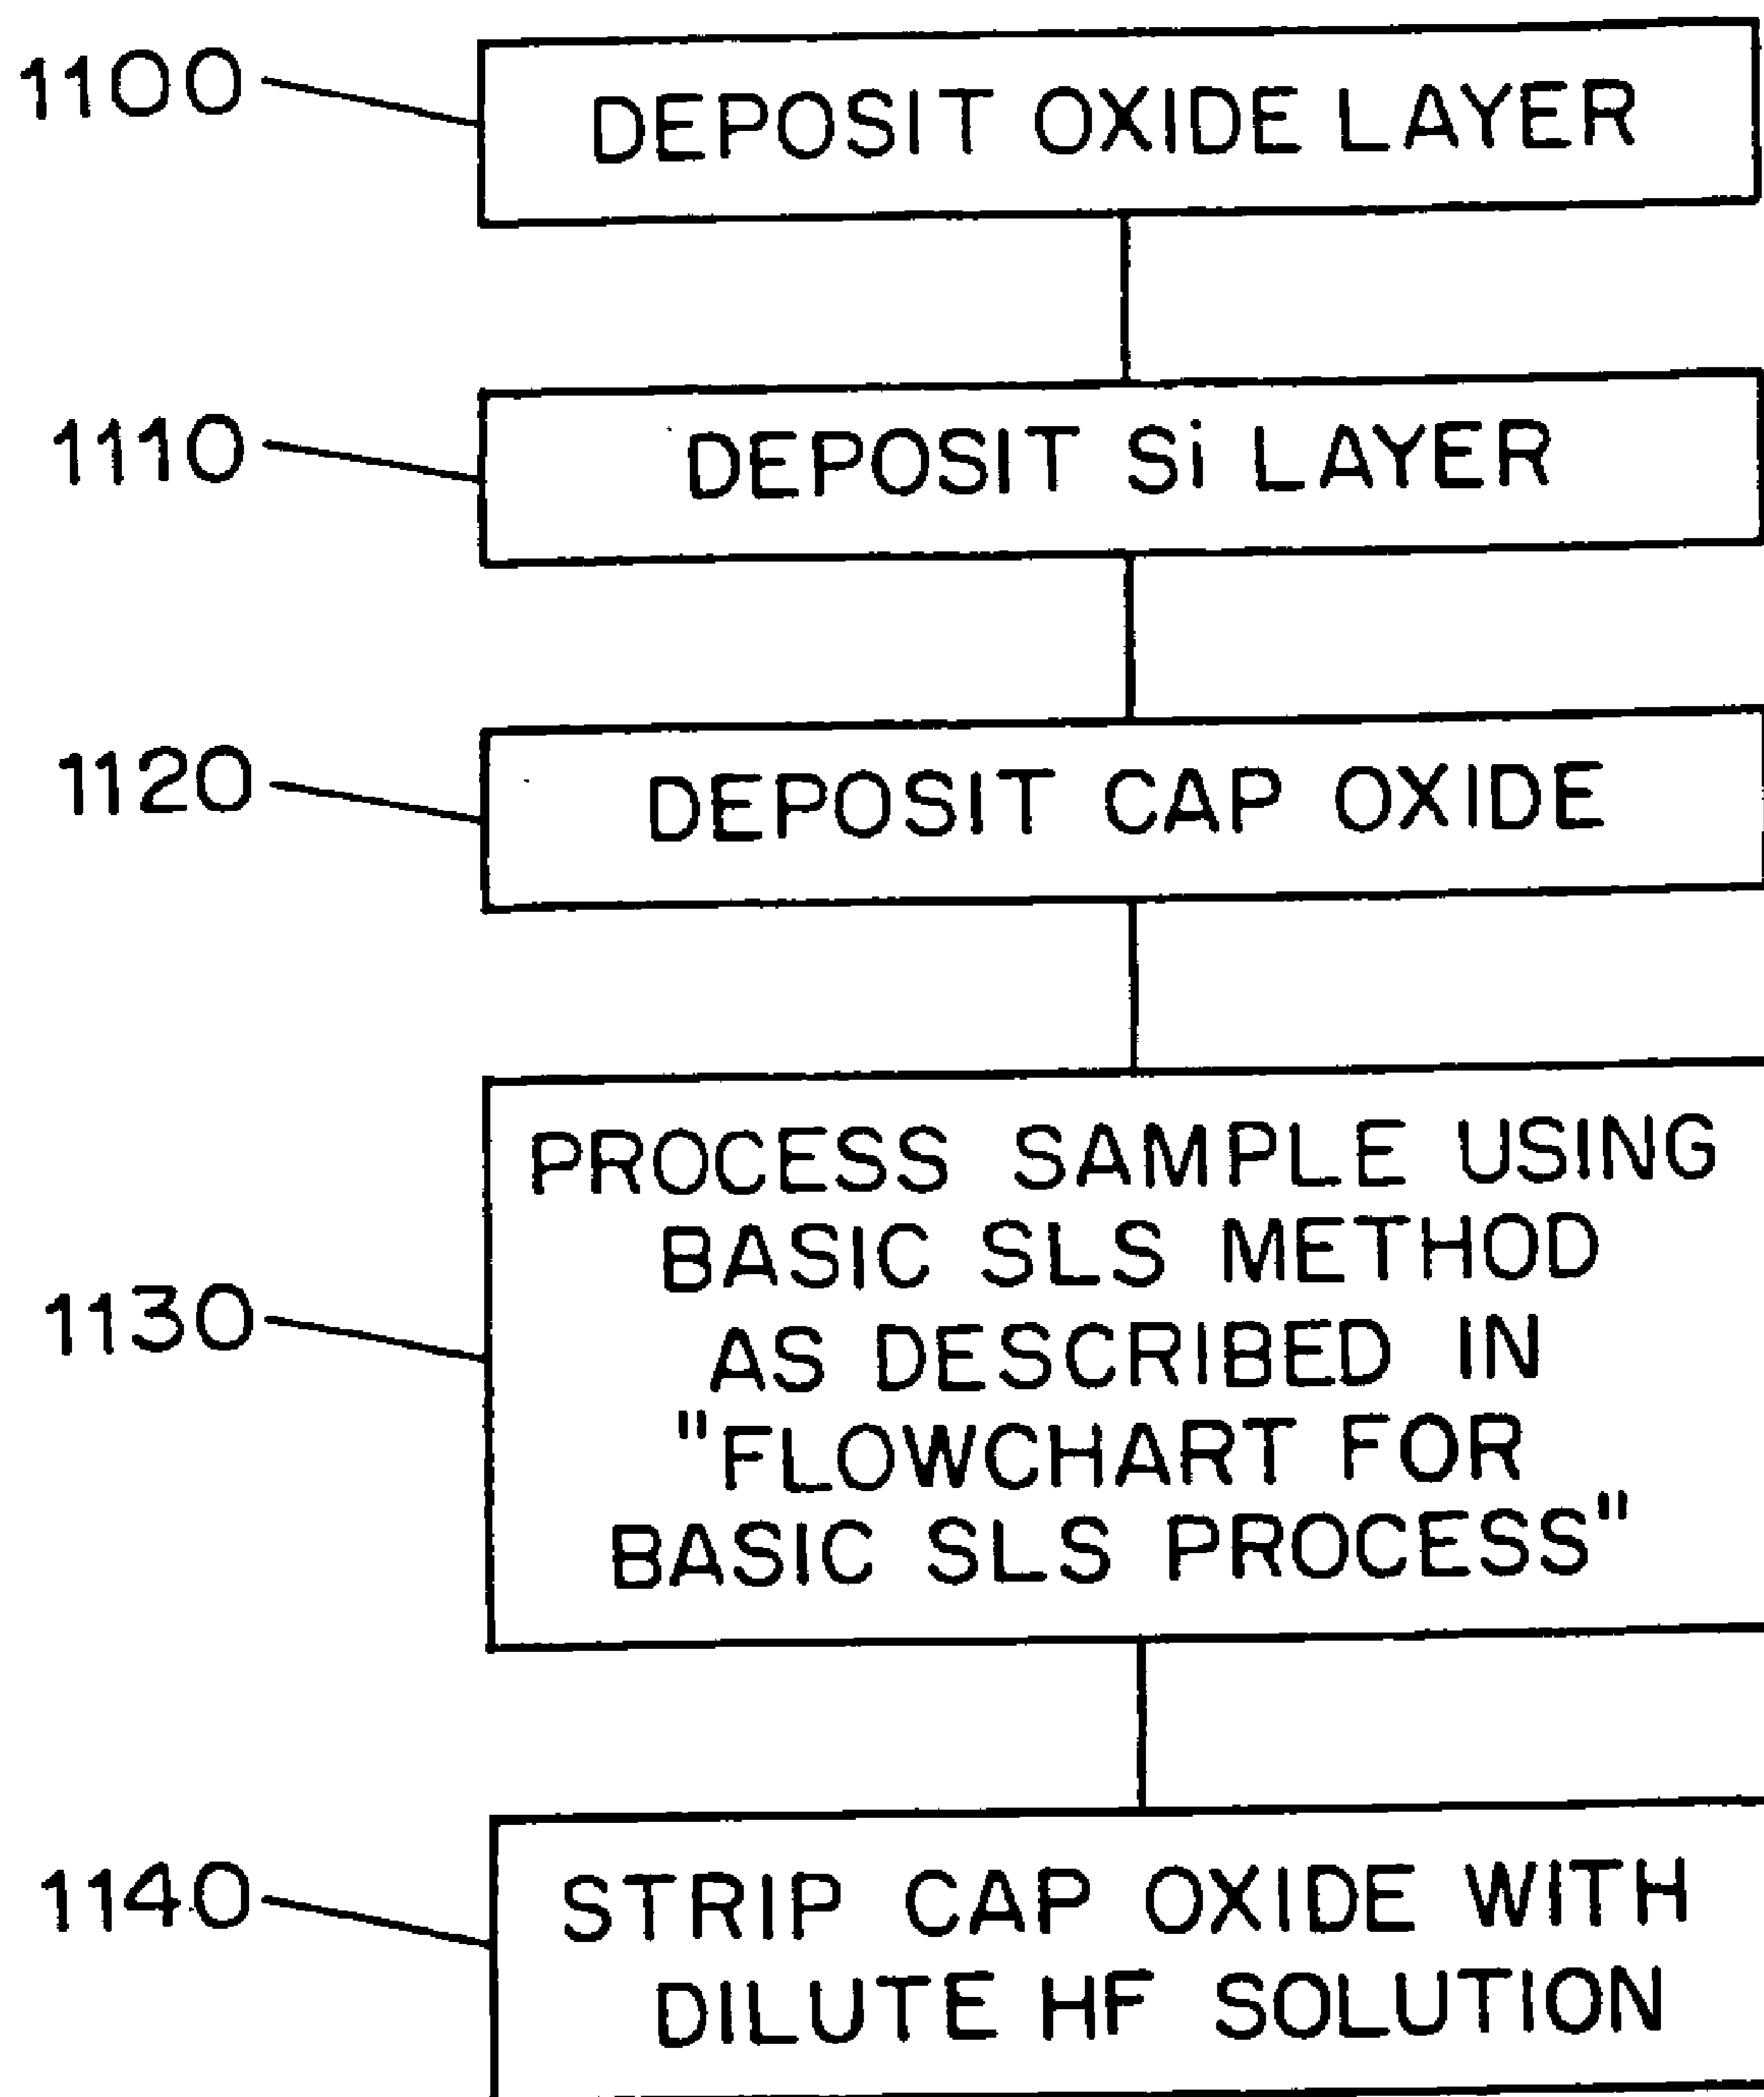 1100
DEPOSIT OXIDE LAYER
1110
DEPOSIT Si LAYER
1120
DEPOSIT CAP OXIDE
1130
PROCESS SAMPLE USING
BASIC SLS METHOD
AS DESCRIBED IN
"FLOWCHART FOR
BASIC SLS PROCESS"
1140
STRIP CAP OXIDE WITH
DILUTE HF SOLUTION